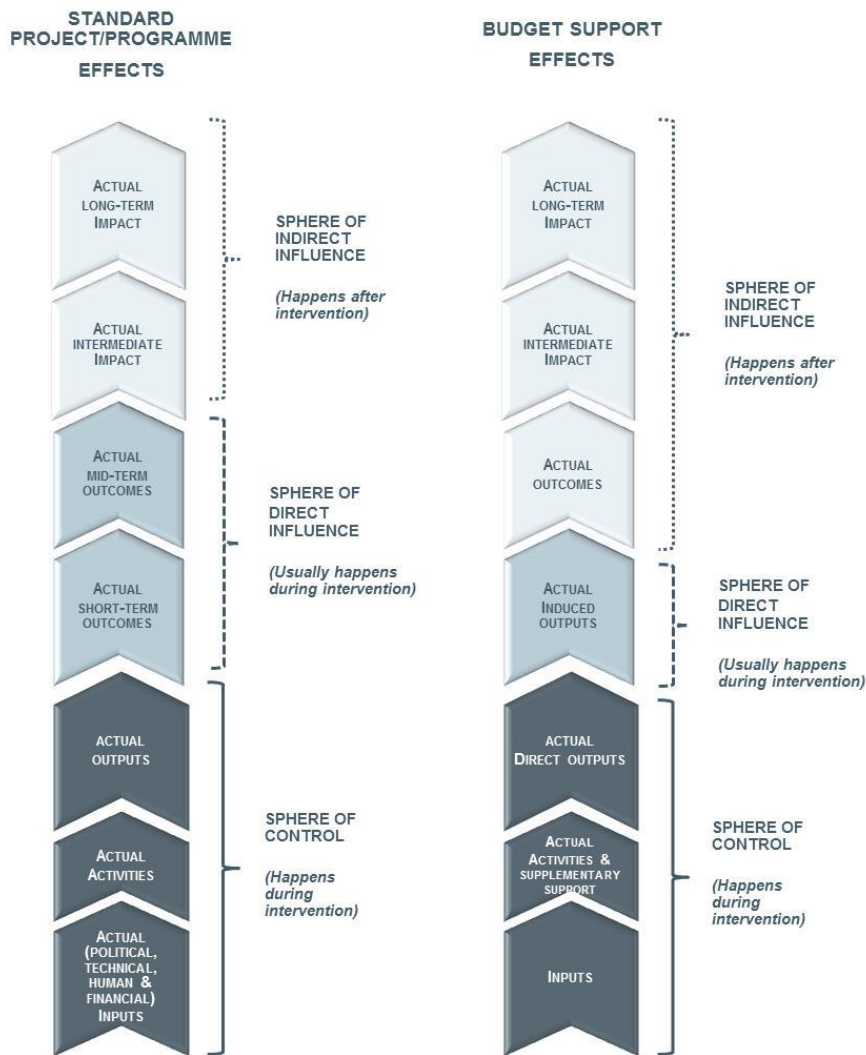 STANDARD
PROJECT/PROGRAMME
EFFECTS
ACTUAL
LONG-TERM
IMPACT
ACTUAL
INTERMEDIATE
IMPACT
ACTUAL
MID-TERM
OUTCOMES
ACTUAL
SHORT-TERM
OUTCOMES
ACTUAL
OUTPUTS
ACTUAL
ACTIVITIES
ACTUAL
(POLITICAL,
TECHNICAL,
HUMAN &
FINANCIAL)
INPUTS
SPHERE OF
INDIRECT
INFLUENCE
(Happens after
intervention)
SPHERE OF
DIRECT
INFLUENCE
(Usually happens
during intervention)
SPHERE OF
CONTROL
(Happens
during
intervention)
BUDGET SUPPORT
EFFECTS
ACTUAL
LONG-TERM
IMPACT
ACTUAL
INTERMEDIATE
IMPACT
ACTUAL
OUTCOMES
ACTUAL
INDUCED
OUTPUTS
ACTUAL
DIRECT OUTPUTS
ACTUAL
ACTIVITIES &
SUPPLEMENTARY
SUPPORT
INPUTS
SPHERE OF
INDIRECT
INFLUENCE
(Happens after
intervention)
SPHERE OF
DIRECT
INFLUENCE
(Usually happens
during intervention)
SPHERE OF
CONTROL
(Happens
during
intervention)